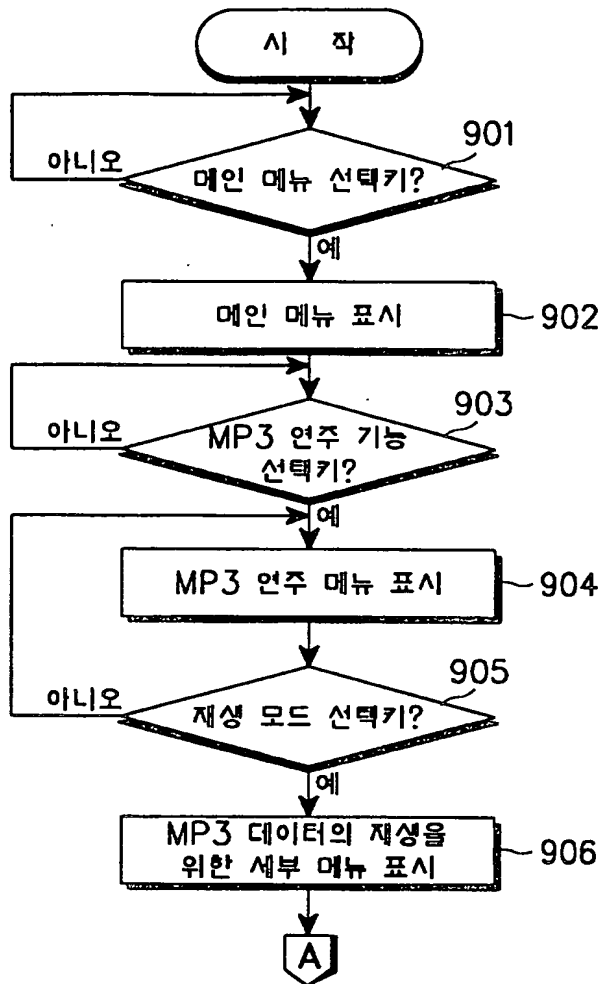 시 작
901
아니오
메인 메뉴 선택키?
예
메인 메뉴 표시
902
903
아니오
MP3 연주 기능
선택키?
예
MP3 연주 메뉴 표시
904
905
아니오
재생 모드 선택키?
예
MP3 데이터의 재생을
위한 세부 메뉴 표시
906
A